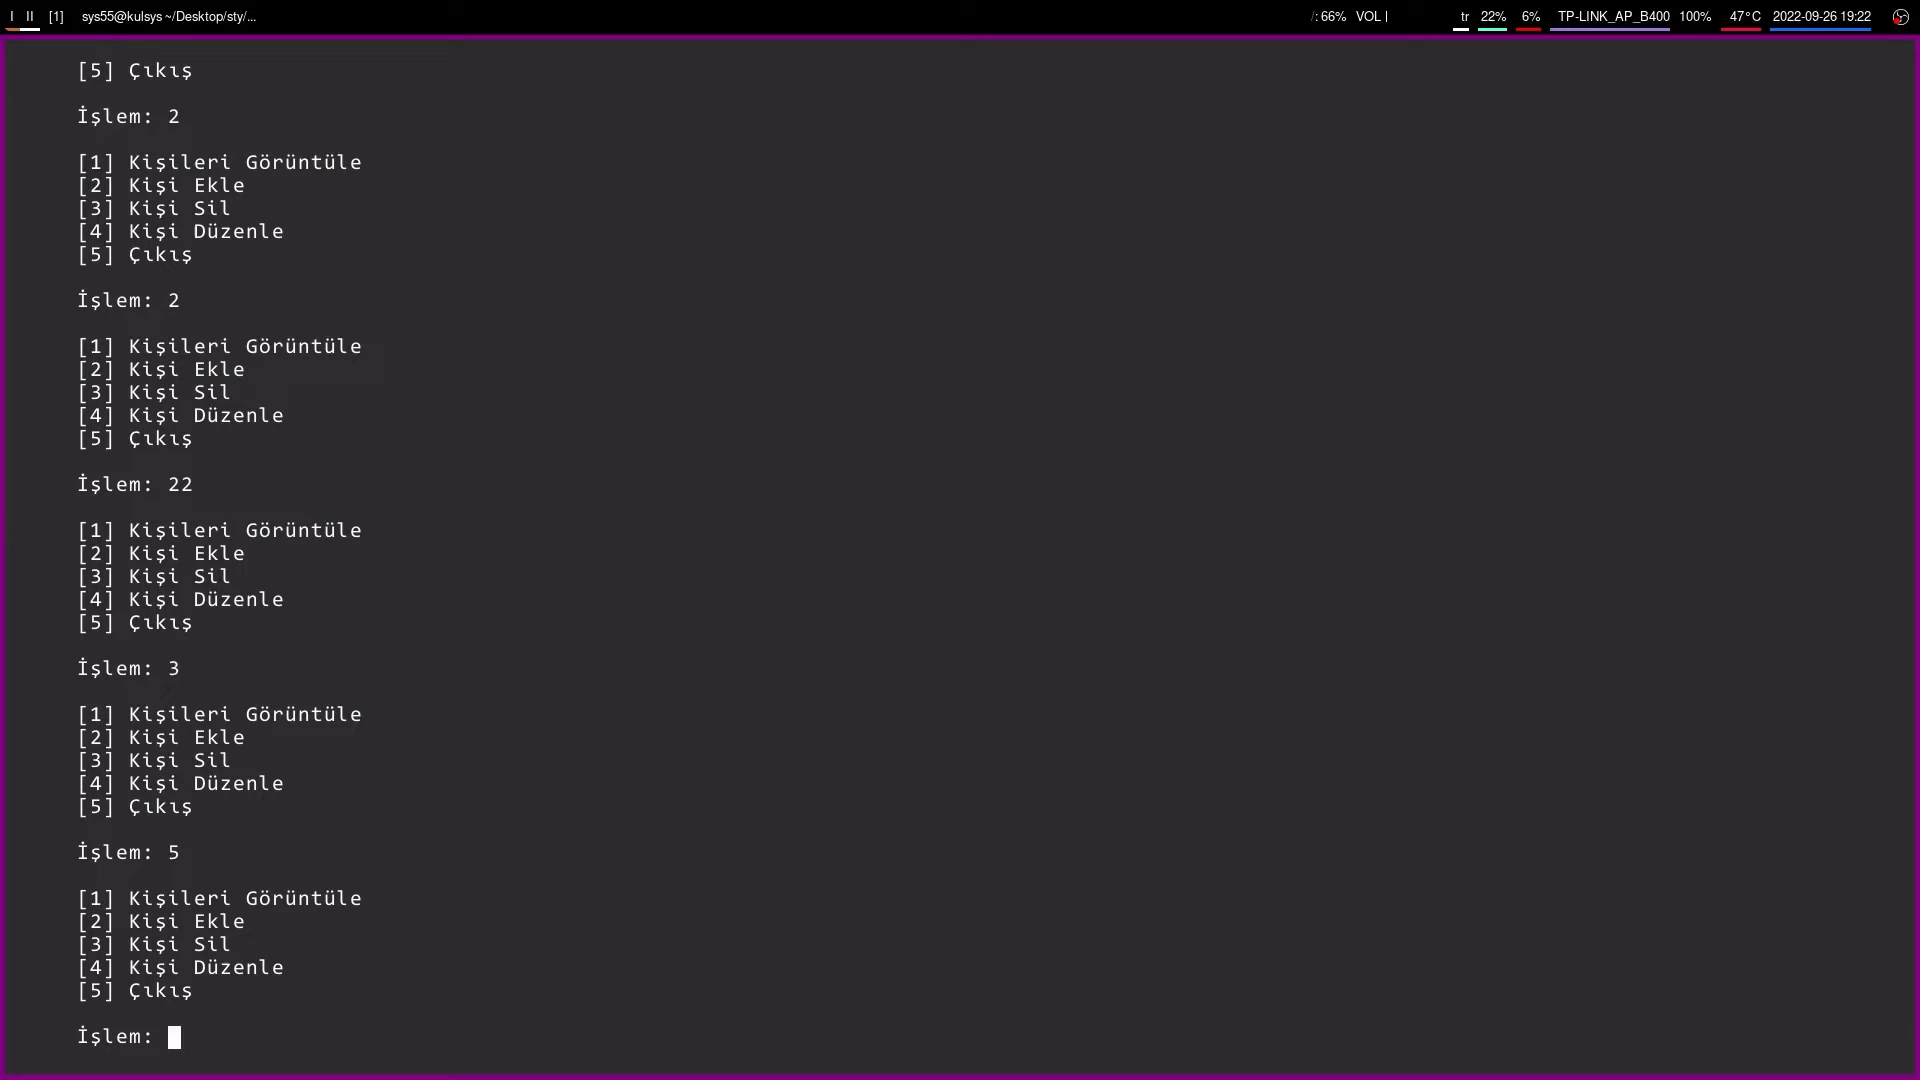 I II [1] sys55@kulsys ~/Desktop/sty/... /: 66% VOL | tr 22% 6% TP-LINK_AP_B400 100% 47°C 2022-09-26 19:22
[5] Çıkış
İşlem: 2
[1] Kişileri Görüntüle
[2] Kişi Ekle
[3] Kişi Sil
[4] Kişi Düzenle
[5] Çıkış
İşlem: 2
[1] Kişileri Görüntüle
[2] Kişi Ekle
[3] Kişi Sil
[4] Kişi Düzenle
[5] Çıkış
İşlem: 22
[1] Kişileri Görüntüle
[2] Kişi Ekle
[3] Kişi Sil
[4] Kişi Düzenle
[5] Çıkış
İşlem: 3
[1] Kişileri Görüntüle
[2] Kişi Ekle
[3] Kişi Sil
[4] Kişi Düzenle
[5] Çıkış
İşlem: 5
[1] Kişileri Görüntüle
[2] Kişi Ekle
[3] Kişi Sil
[4] Kişi Düzenle
[5] Çıkış
İşlem: